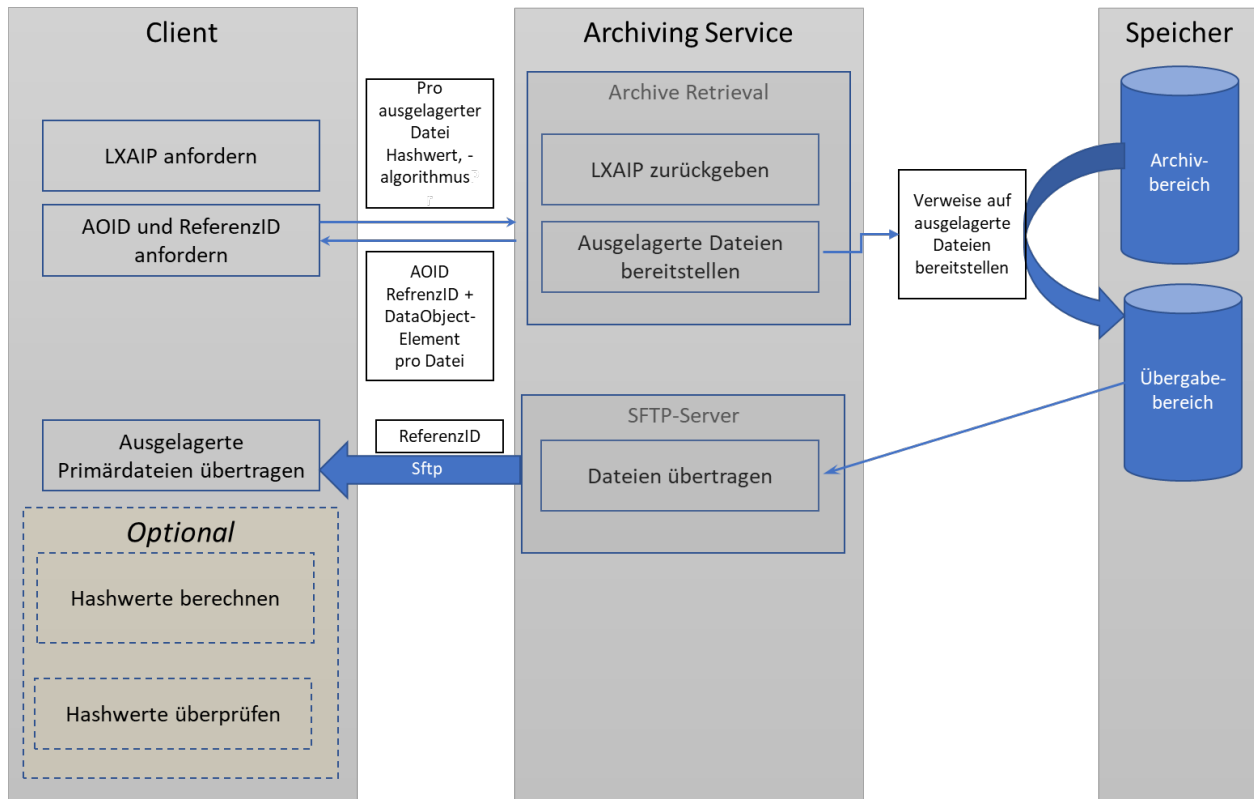 Client
Archiving Service
Speicher
Pro
ausgelagerter
Datei
Hashwert, -
algorithmus
LXAIP anfordern
AOID und ReferenzID
anfordern
AOID
RefrenzID +
DataObject-
Element
pro Datei
Archive Retrieval
LXAIP zurückgeben
Ausgelagerte Dateien
bereitstellen
Verweise auf
ausgelagerte
Dateien
bereitstellen
Archiv-
bereich
Übergabe-
bereich
SFTP-Server
Dateien übertragen
ReferenzID
Sftp
Ausgelagerte
Primärdateien übertragen
Optional
Hashwerte berechnen
Hashwerte überprüfen